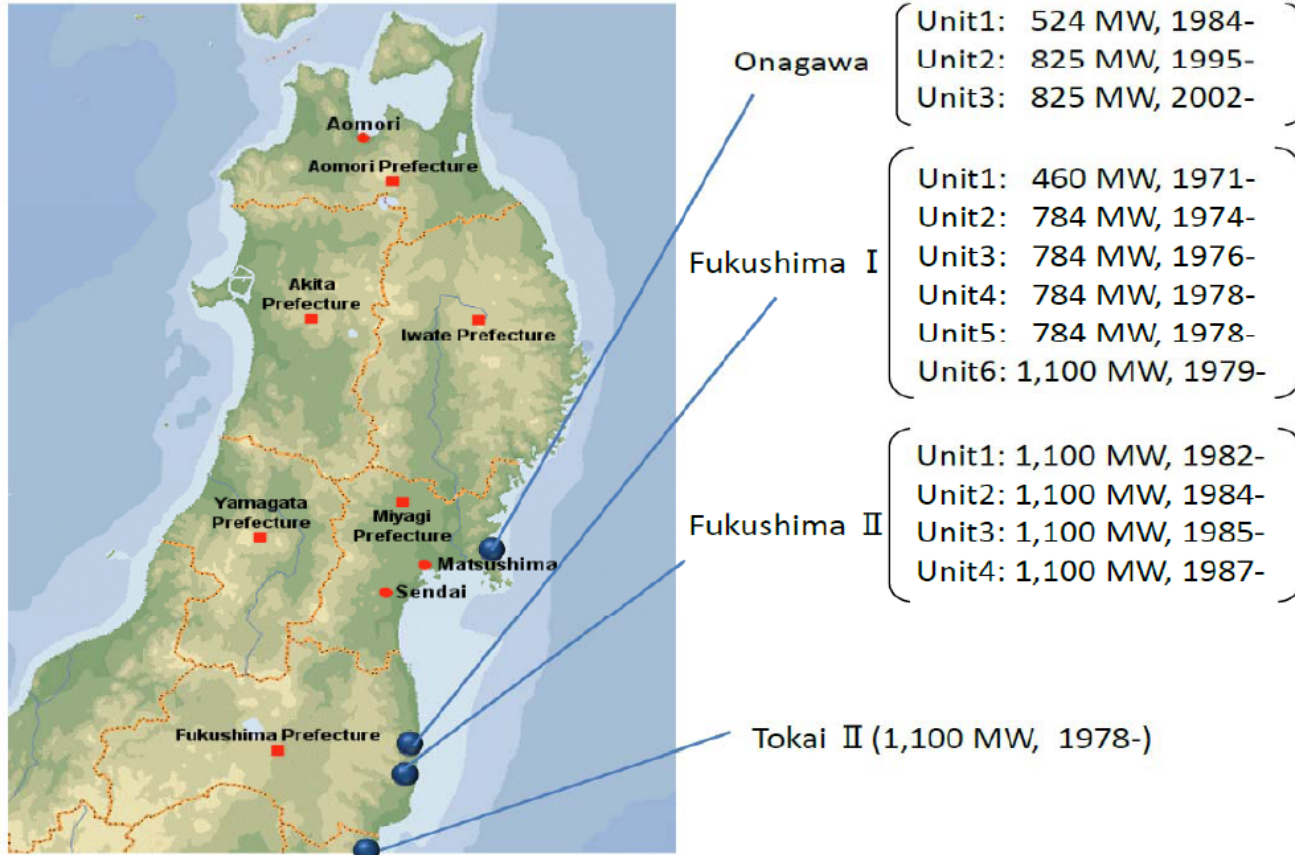 Aomori
Aomori Prefecture
Akita
Prefecture
Iwate Prefecture
Yamagata
Prefecture
Miyagi
Prefecture
Matsushima
Sendai
Fukushima Prefecture
Onagawa
Unit1: 524 MW, 1984-
Unit2: 825 MW, 1995-
Unit3: 825 MW, 2002-
Fukushima Ⅰ
Unit1: 460 MW, 1971-
Unit2: 784 MW, 1974-
Unit3: 784 MW, 1976-
Unit4: 784 MW, 1978-
Unit5: 784 MW, 1978-
Unit6: 1,100 MW, 1979-
Fukushima Ⅱ
Unit1: 1,100 MW, 1982-
Unit2: 1,100 MW, 1984-
Unit3: 1,100 MW, 1985-
Unit4: 1,100 MW, 1987-
Tokai Ⅱ (1,100 MW, 1978-)